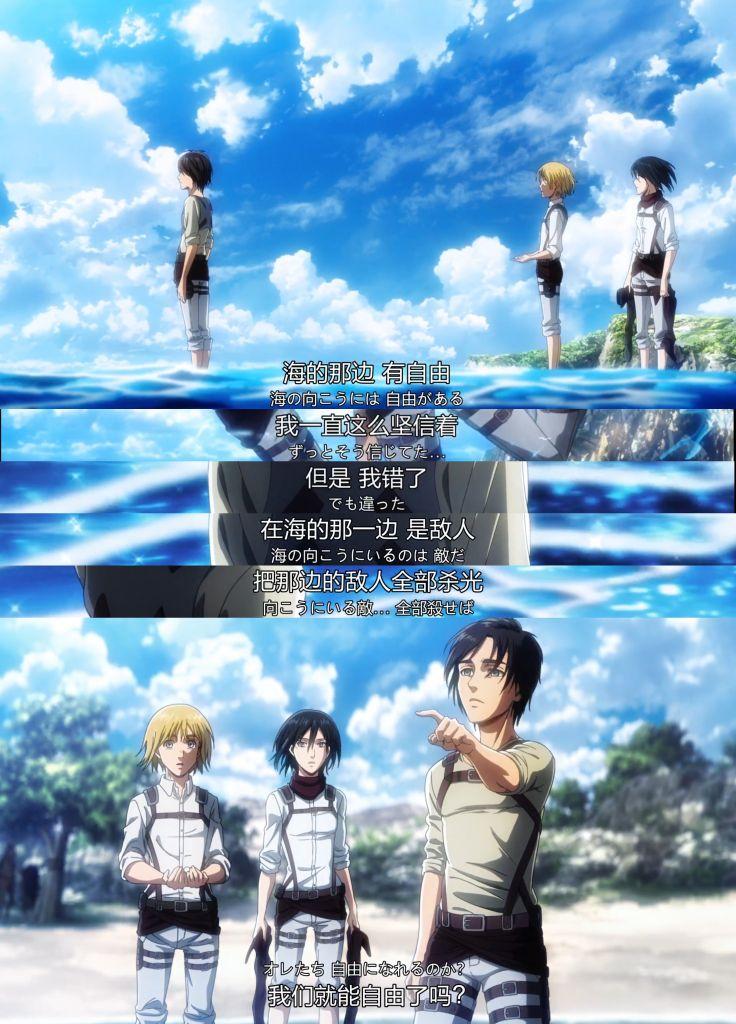 海的那边 有自由
海の向こうには 自由がある
我一直这么坚信着
ずっとそう信じてた…
但是 我错了
でも違った
在海的那一边 是敌人
海の向こうにいるのは 敵だ
把那边的敌人全部杀光
向こうにいる敵… 全部殺せば
オレたち 自由になれるのか?
我们就能自由了吗?